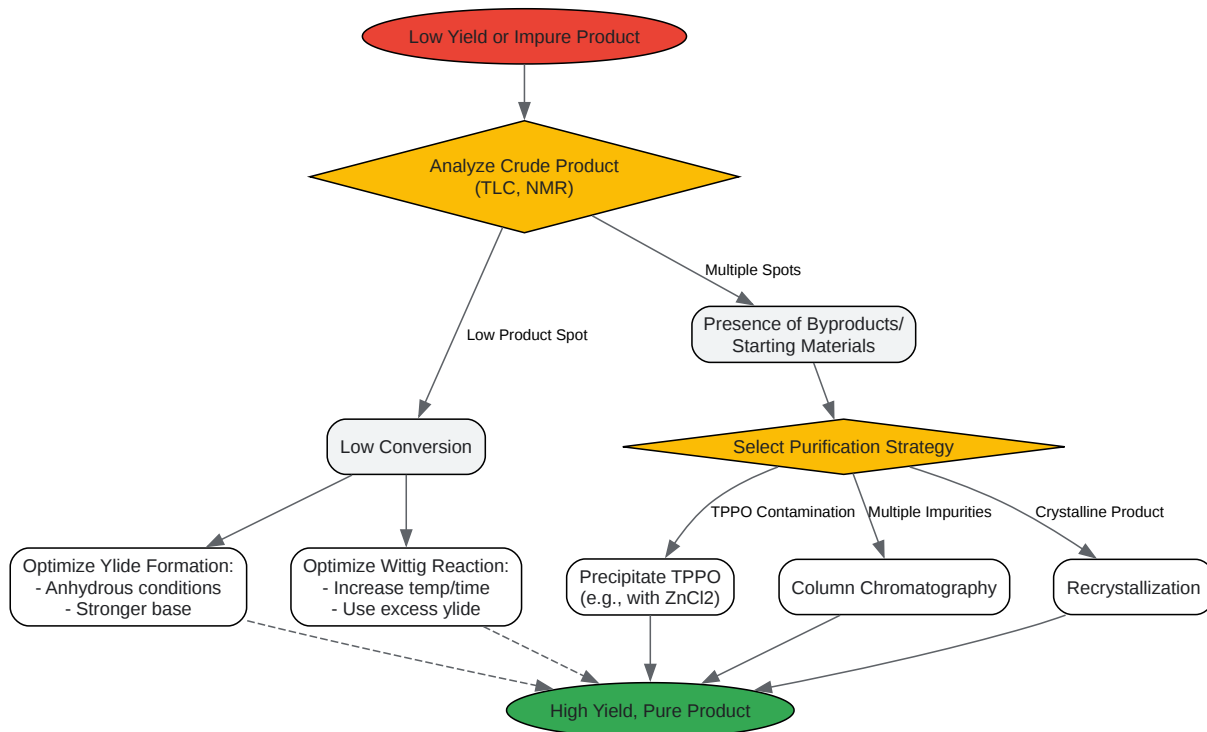 Low Yield or Impure Product
Analyze Crude Product
(TLC, NMR)
Multiple Spots
Low Product Spot
Presence of Byproducts/
Starting Materials
Low Conversion
Select Purification Strategy
TPPO Contamination
Multiple Impurities
Crystalline Product
Optimize Ylide Formation:
- Anhydrous conditions
- Stronger base
Optimize Wittig Reaction:
- Increase temp/time
- Use excess ylide
Precipitate TPPO
(e.g., with ZnCl2)
Column Chromatography
Recrystallization
High Yield, Pure Product